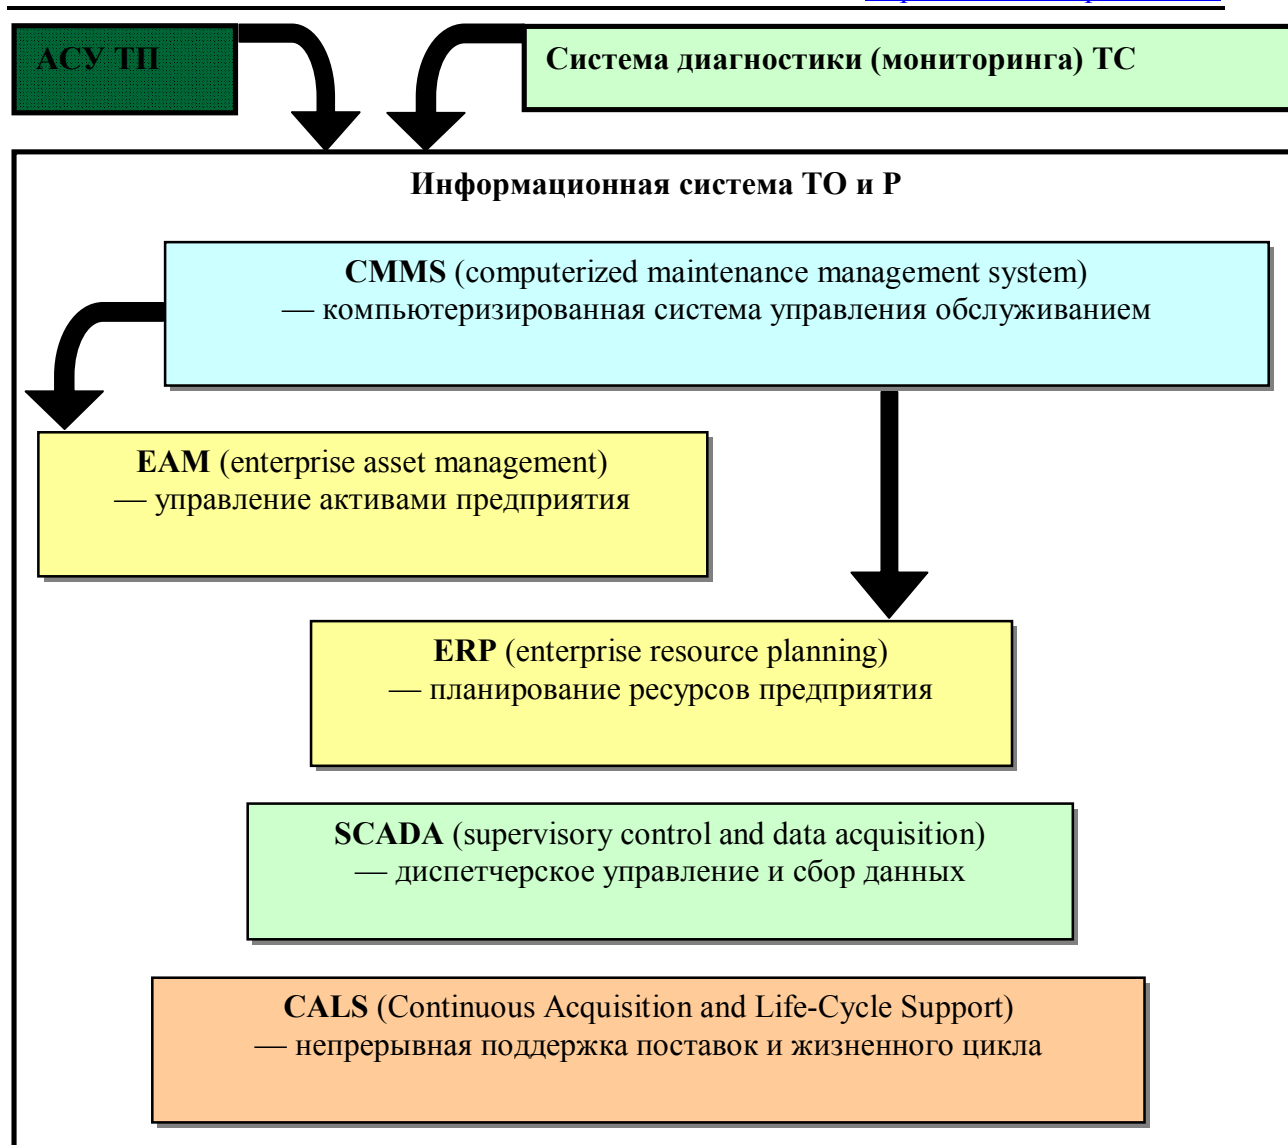 АСУ ТП
Система диагностики (мониторинга) ТС
Информационная система ТО и Р
CMMS (computerized maintenance management system)
— компьютеризированная система управления обслуживанием
EAM (enterprise asset management)
— управление активами предприятия
ERP (enterprise resource planning)
— планирование ресурсов предприятия
SCADA (supervisory control and data acquisition)
— диспетчерское управление и сбор данных
CALS (Continuous Acquisition and Life-Cycle Support)
— непрерывная поддержка поставок и жизненного цикла